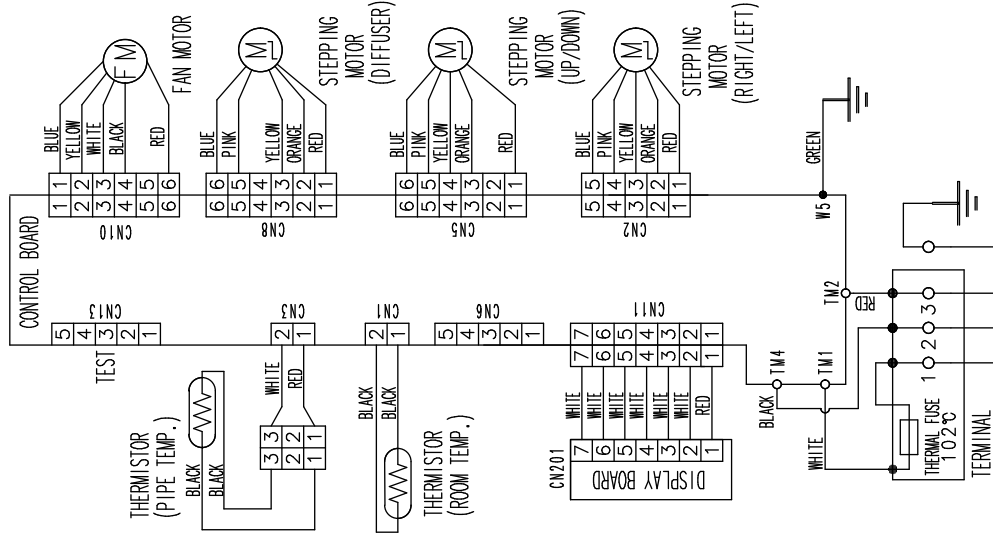 CONTROL BOARD
1 1
2 2
3 3
4 4
5 5
6 6
CN10
BLUE
YELLOW
WHITE
BLACK
RED
FM
FAN MOTOR
6 6
5 5
4 4
3 3
2 2
1 1
CN8
BLUE
PINK
YELLOW
ORANGE
RED
M
STEPPING
MOTOR
(DIFFUSER)
6 6
5 5
4 4
3 3
2 2
1 1
CN5
BLUE
PINK
YELLOW
ORANGE
RED
M
STEPPING
MOTOR
(UP/DOWN)
5 5
4 4
3 3
2 2
1 1
CN2
BLUE
PINK
YELLOW
ORANGE
RED
M
STEPPING
MOTOR
(RIGHT/LEFT)
GREEN
W5
CN13
5
4
3
2
1
TEST
CN3
2
1
WHITE
RED
3 3
2 2
1 1
BLACK
BLACK
THERMISTOR
(PIPE TEMP.)
CN1
2
1
BLACK
BLACK
THERMISTOR
(ROOM TEMP.)
CN6
5
4
3
2
1
CN11
7 7
6 6
5 5
4 4
3 3
2 2
1 1
WHITE
WHITE
WHITE
WHITE
WHITE
WHITE
RED
7
6
5
4
3
2
1
CN201
DISPLAY BOARD
TM4
TM1
TM2
BLACK
WHITE
RED
1
2
3
THERMAL FUSE
102℃
TERMINAL